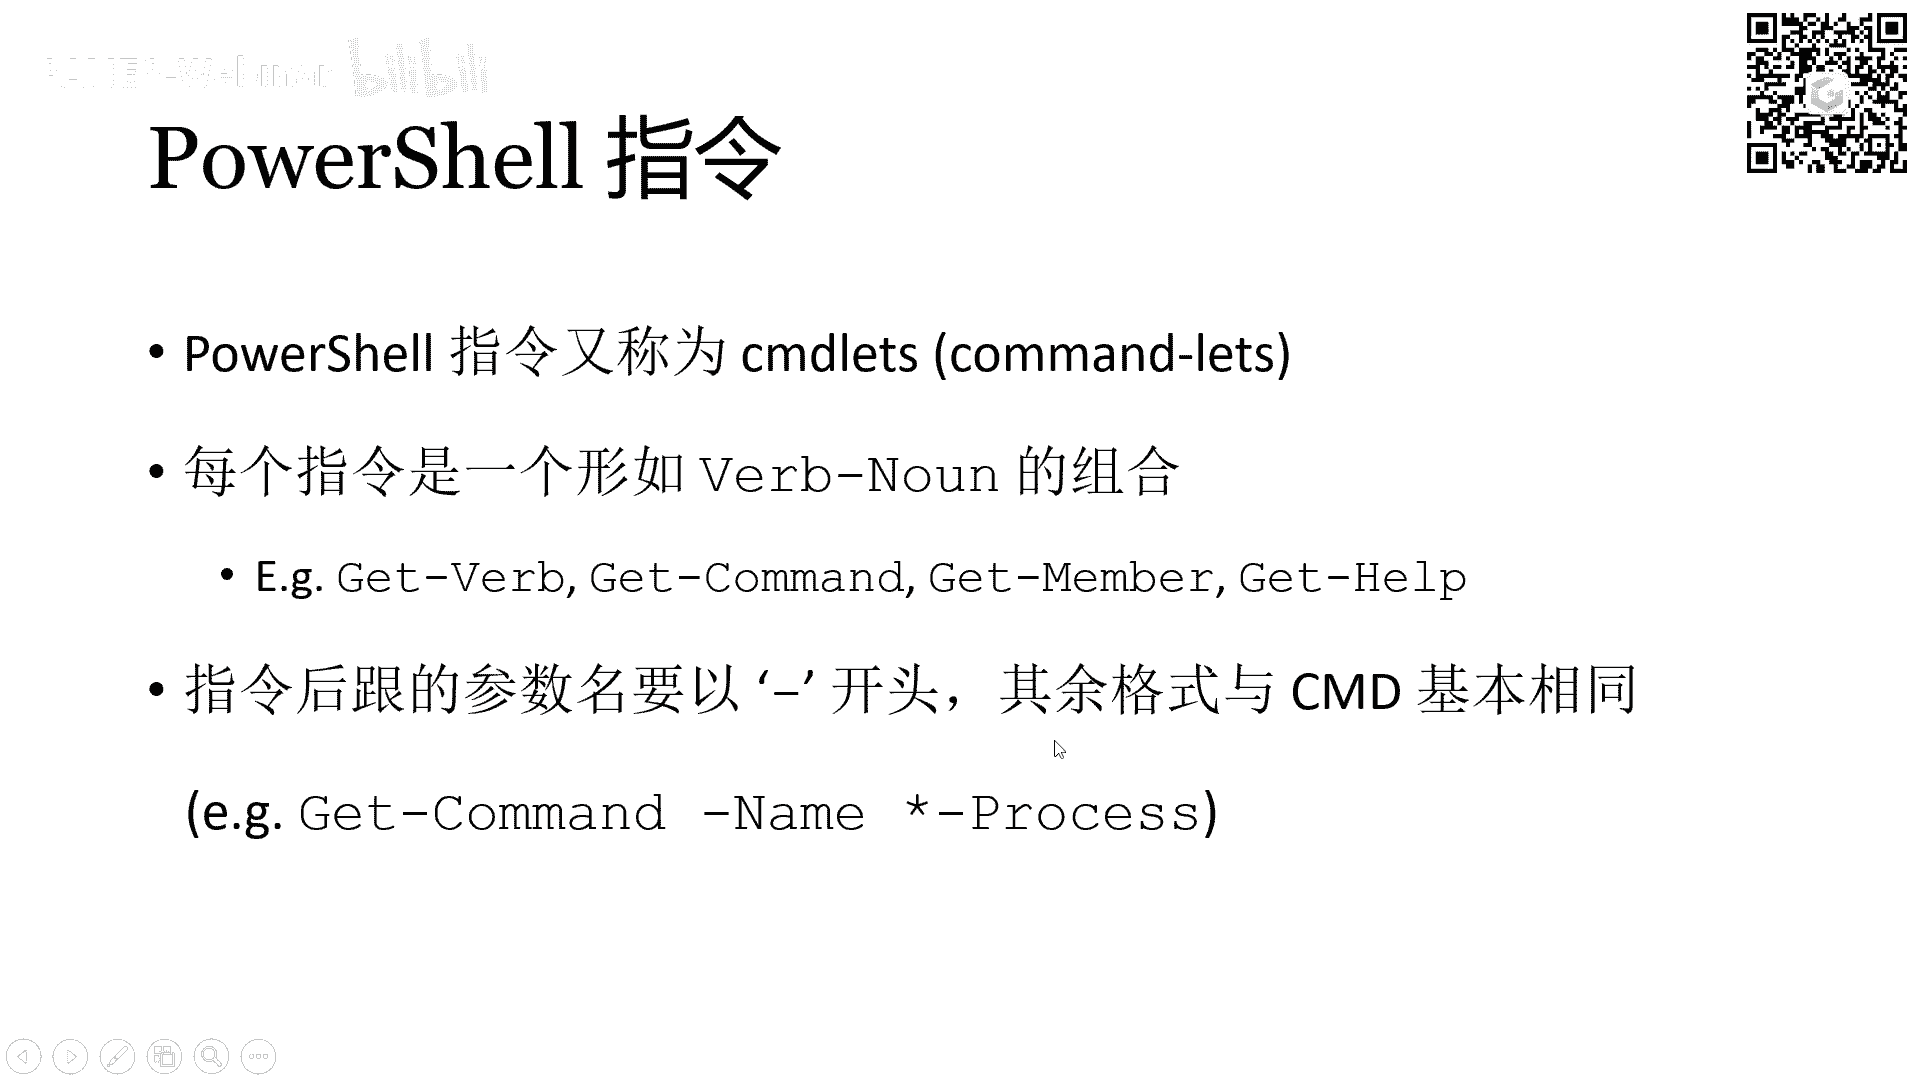 bilibili
PowerShell 指令
• PowerShell 指令又称为 cmdlets (command-lets)
• 每个指令是一个形如 Verb-Noun 的组合
• E.g. Get-Verb, Get-Command, Get-Member, Get-Help
• 指令后跟的参数名要以 ‘-’ 开头，其余格式与 CMD 基本相同
(e.g. Get-Command -Name *-Process)